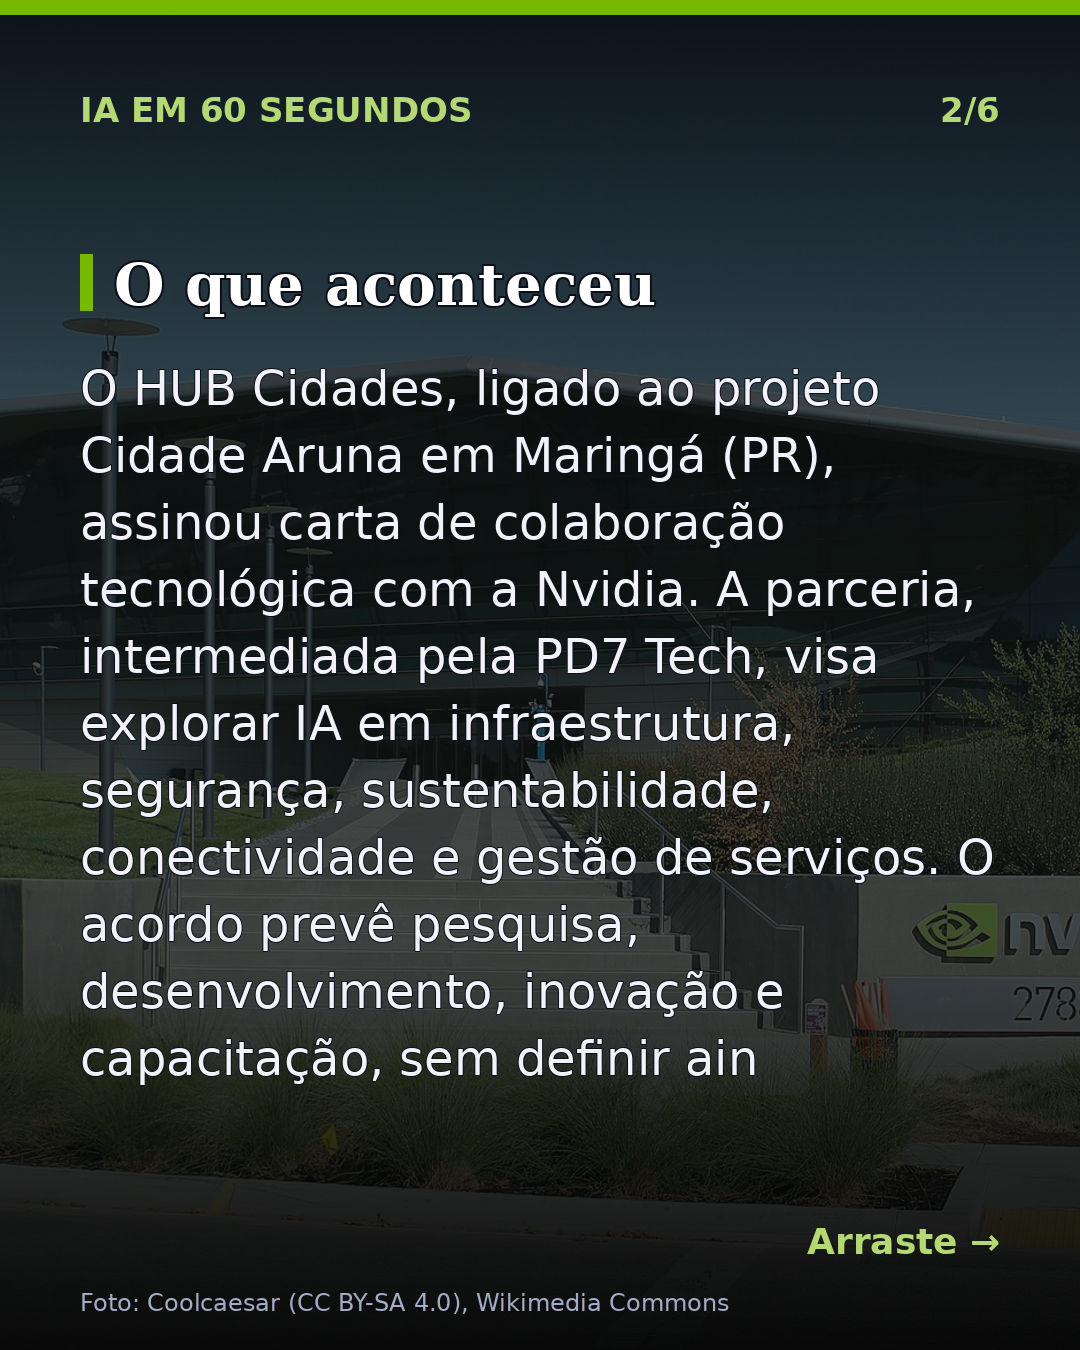 IA EM 60 SEGUNDOS
2/6
O que aconteceu
O HUB Cidades, ligado ao projeto
Cidade Aruna em Maringá (PR),
assinou carta de colaboração
tecnológica com a Nvidia. A parceria,
intermediada pela PD7 Tech, visa
explorar IA em infraestrutura,
segurança, sustentabilidade,
conectividade e gestão de serviços. O
acordo prevê pesquisa,
desenvolvimento, inovação e
capacitação, sem definir ain
nv
278
Arraste →
Foto: Coolcaesar (CC BY-SA 4.0), Wikimedia Commons